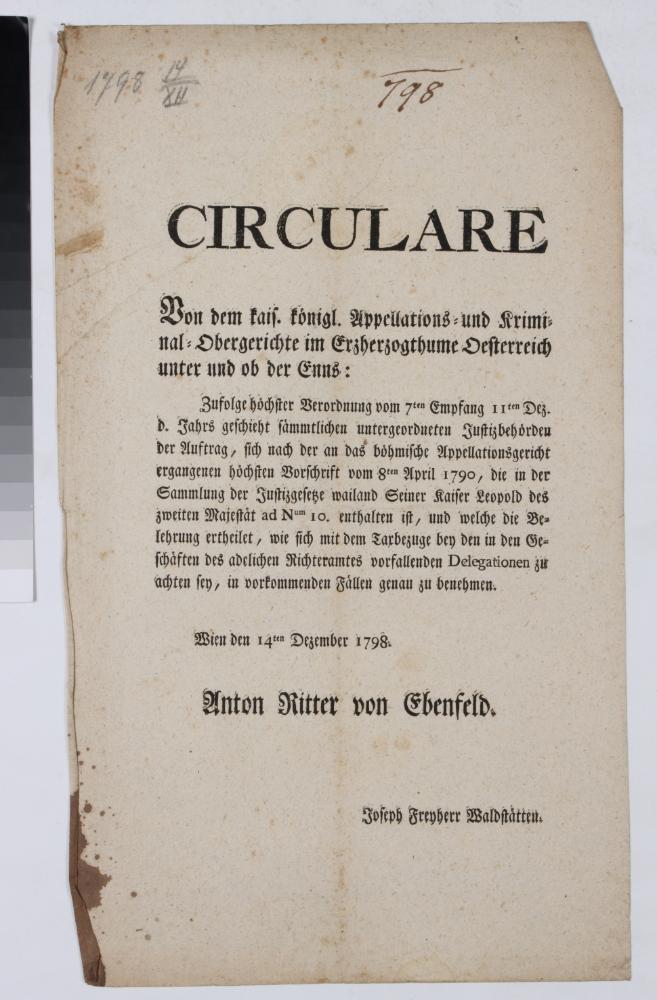 1798 14/XII
798
CIRCULARE
Von dem kais. königl. Appellations- und Krimi-
nal-Obergerichte im Erzherzogthume Oesterreich
unter und ob der Enns:
Zufolge höchster Verordnung vom 7ten Empfang 11ten Dez.
d. Jahrs geschieht sämmtlichen untergeordneten Justizbehörden
der Auftrag, sich nach der an das böhmische Appellationsgericht
ergangenen höchsten Vorschrift vom 8ten April 1790, die in der
Sammlung der Justizgesetze wailand Seiner Kaiser Leopold des
zweiten Majestät ad Num 10. enthalten ist, und welche die Be-
lehrung ertheilet, wie sich mit dem Taxbezuge bey den in den Ge-
schäften des adelichen Richteramtes vorfallenden Delegationen zu
achten sey, in vorkommenden Fällen genau zu benehmen.
Wien den 14ten Dezember 1798.
Anton Ritter von Ebenfeld.
Joseph Freyherr Waldstätten.